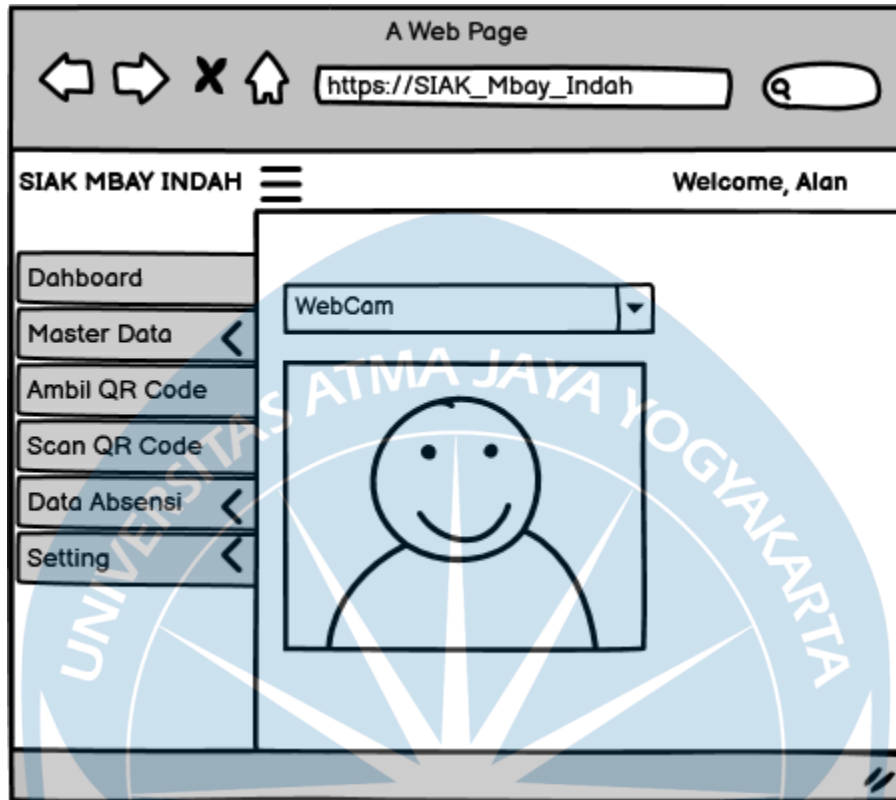 A Web Page
https://SIAK_Mbay_Indah
SIAK MBAY INDAH
Welcome, Alan
Dahboard
Master Data
Ambil QR Code
Scan QR Code
Data Absensi
Setting
WebCam
UNIVERSITAS ATMA JAYA YOGYAKARTA